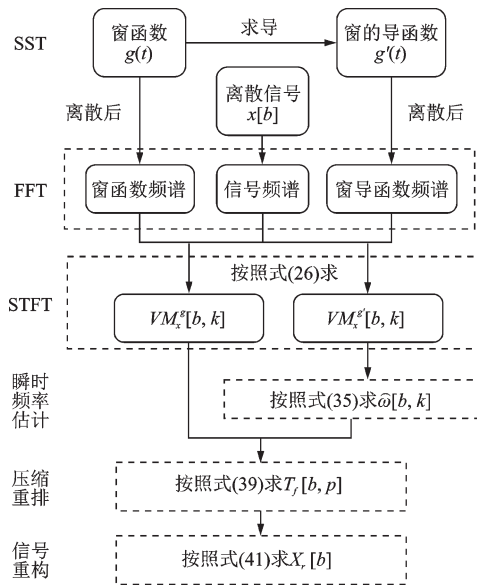 SST
窗函数
g(t)
求导
窗的导函数
g′(t)
离散后
离散信号
x[b]
离散后
FFT
窗函数频谱
信号频谱
窗导函数频谱
按照式(26)求
STFT
VMₓᵍ[b, k]
VMₓᵍ′[b, k]
瞬时
频率
估计
按照式(35)求ω̂[b, k]
压缩
重排
按照式(39)求T_f[b, p]
信号
重构
按照式(41)求X_r[b]